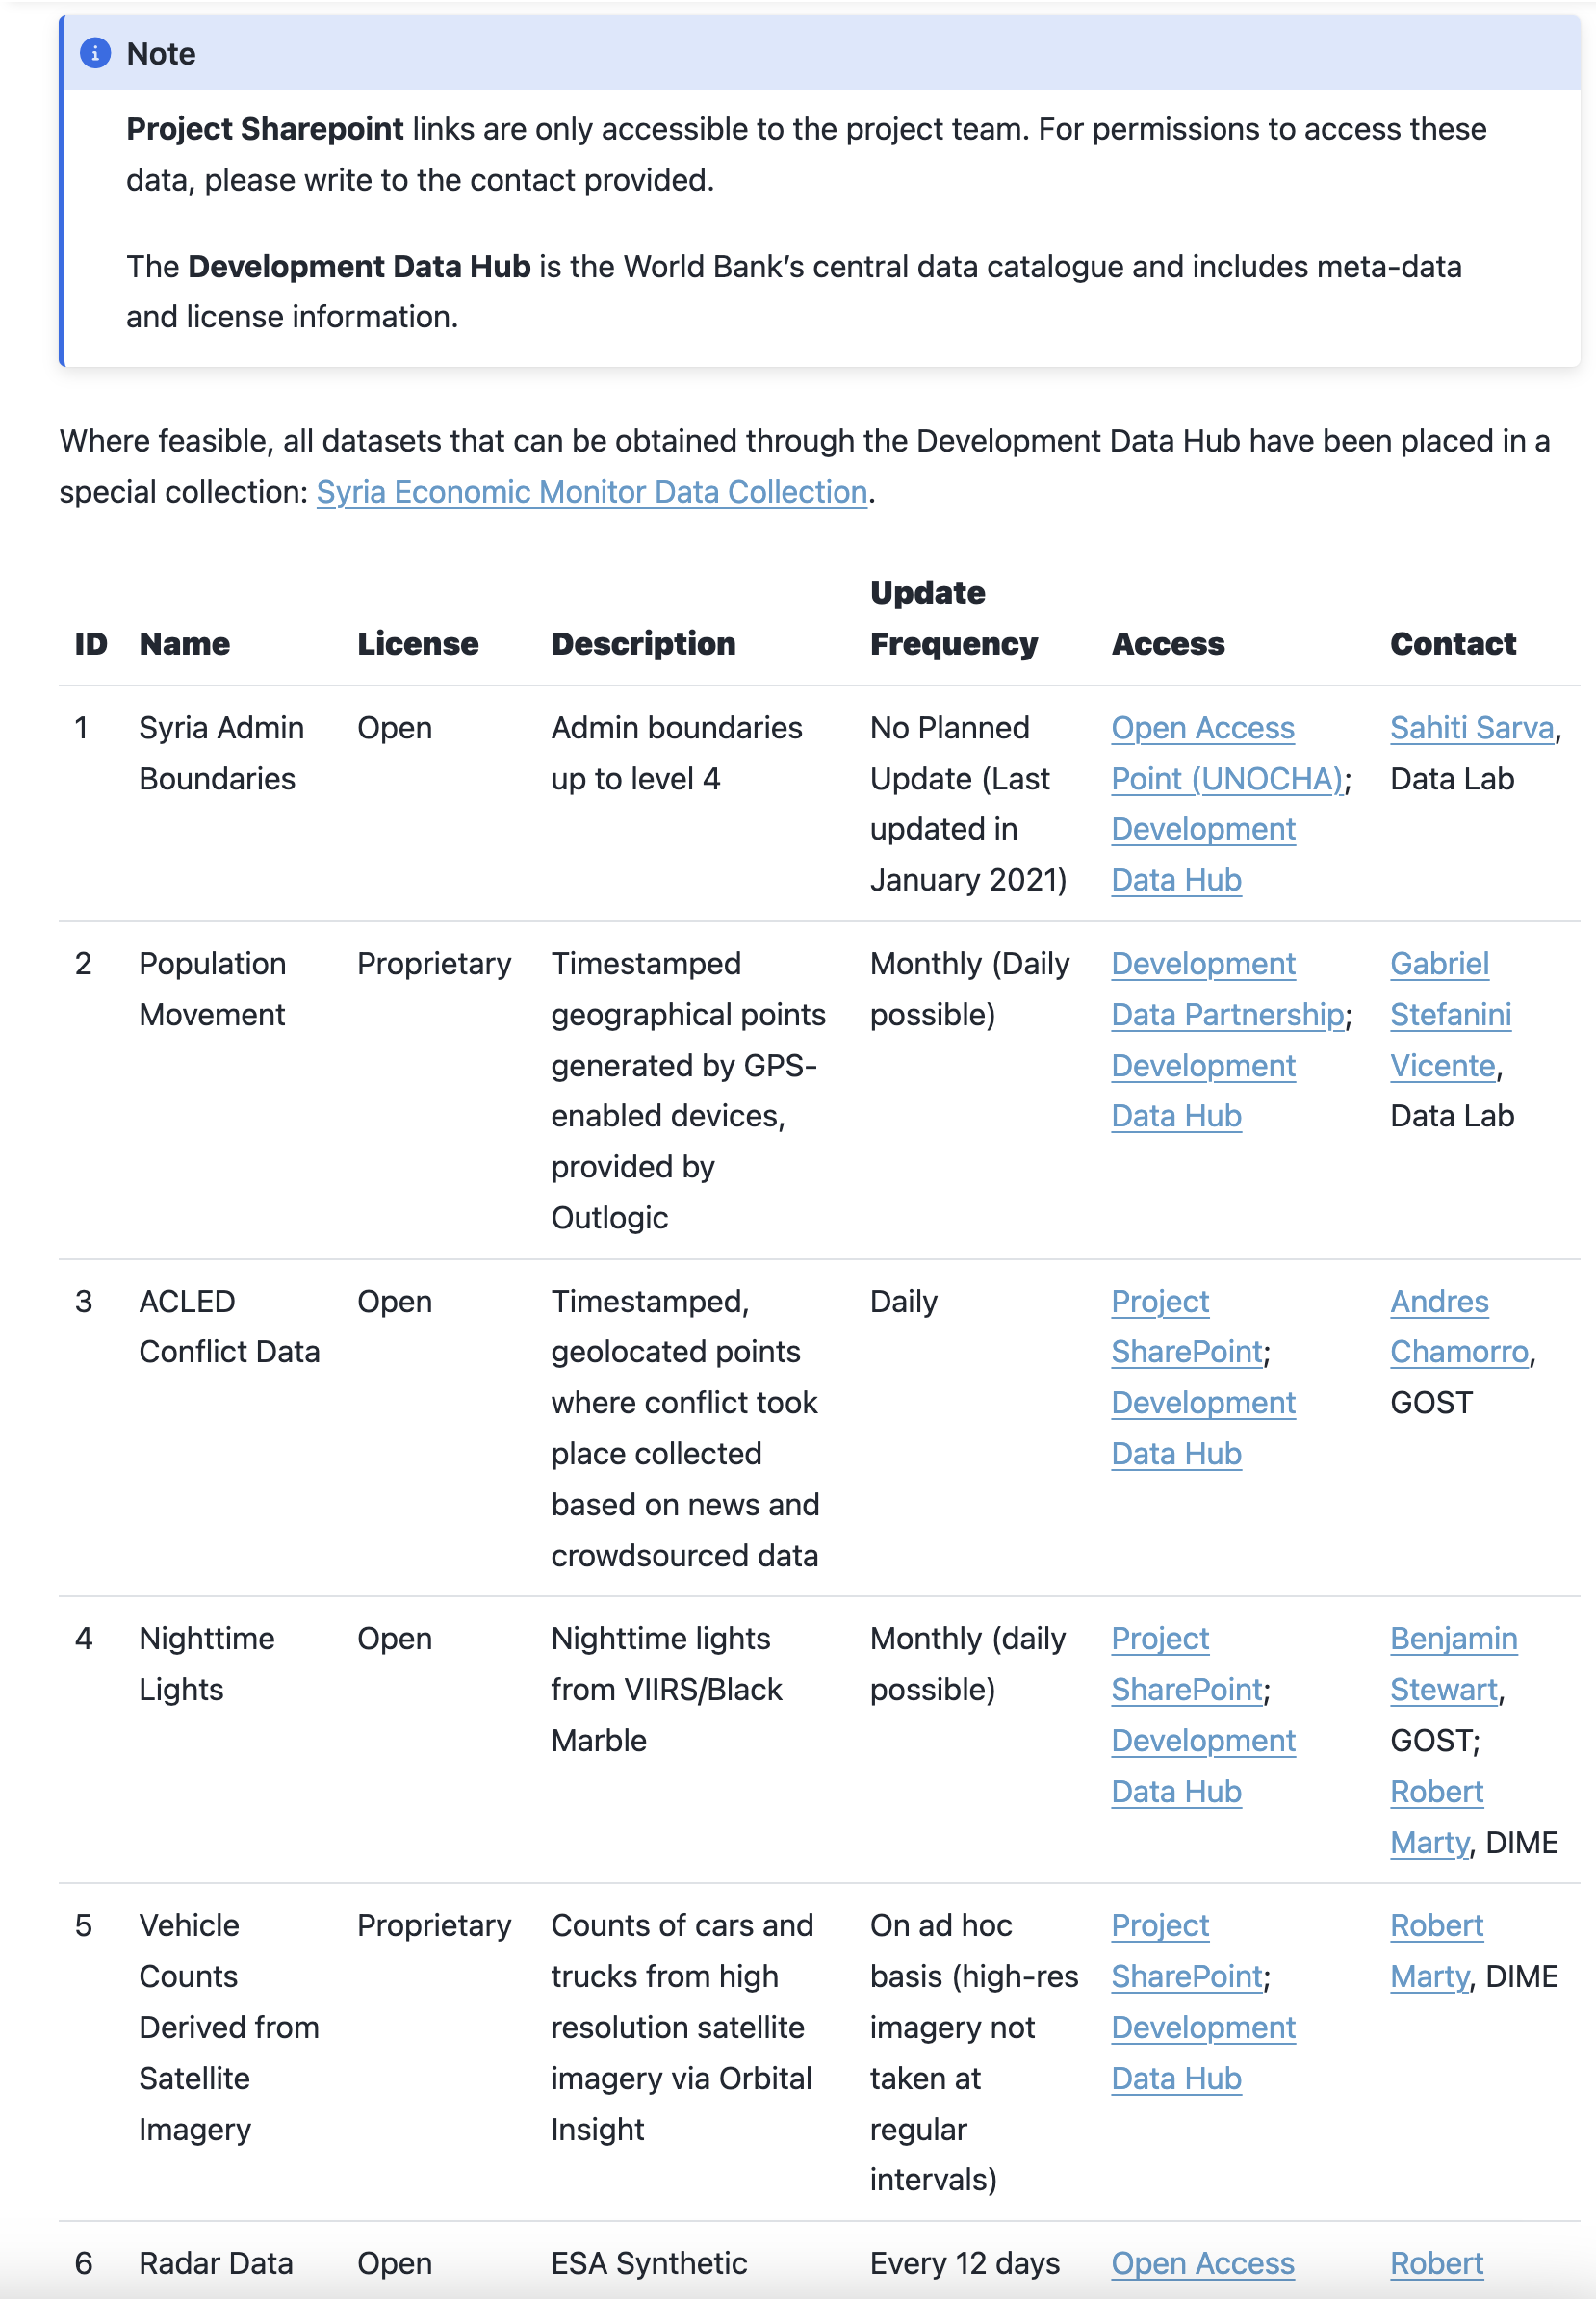 Note
Project Sharepoint links are only accessible to the project team. For permissions to access these
data, please write to the contact provided.
The Development Data Hub is the World Bank’s central data catalogue and includes meta-data
and license information.
Where feasible, all datasets that can be obtained through the Development Data Hub have been placed in a
special collection: Syria Economic Monitor Data Collection.
Update
ID Name License Description Frequency Access Contact
1 Syria Admin Open Admin boundaries No Planned Open Access Sahiti Sarva,
Boundaries up to level 4 Update (Last Point (UNOCHA); Data Lab
updated in Development
January 2021) Data Hub
2 Population Proprietary Timestamped Monthly (Daily Development Gabriel
Movement geographical points possible) Data Partnership; Stefanini
generated by GPS- Development Vicente,
enabled devices, Data Hub Data Lab
provided by
Outlogic
3 ACLED Open Timestamped, Daily Project Andres
Conflict Data geolocated points SharePoint; Chamorro,
where conflict took Development GOST
place collected Data Hub
based on news and
crowdsourced data
4 Nighttime Open Nighttime lights Monthly (daily Project Benjamin
Lights from VIIRS/Black possible) SharePoint; Stewart,
Marble Development GOST;
Data Hub Robert
Marty, DIME
5 Vehicle Proprietary Counts of cars and On ad hoc Project Robert
Counts trucks from high basis (high-res SharePoint; Marty, DIME
Derived from resolution satellite imagery not Development
Satellite imagery via Orbital taken at Data Hub
Imagery Insight regular
intervals)
6 Radar Data Open ESA Synthetic Every 12 days Open Access Robert